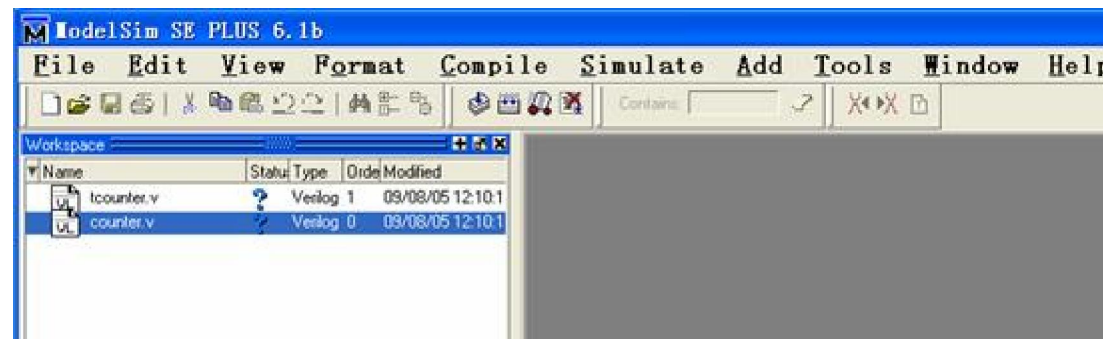 ModelSim SE PLUS 6.1b
File Edit View Format Compile Simulate Add Tools Window Help
Contains:
Workspace
Name Statu Type Orde Modified
tcounter.v ? Verilog 1 09/08/05 12:10:1
counter.v ? Verilog 0 09/08/05 12:10:1